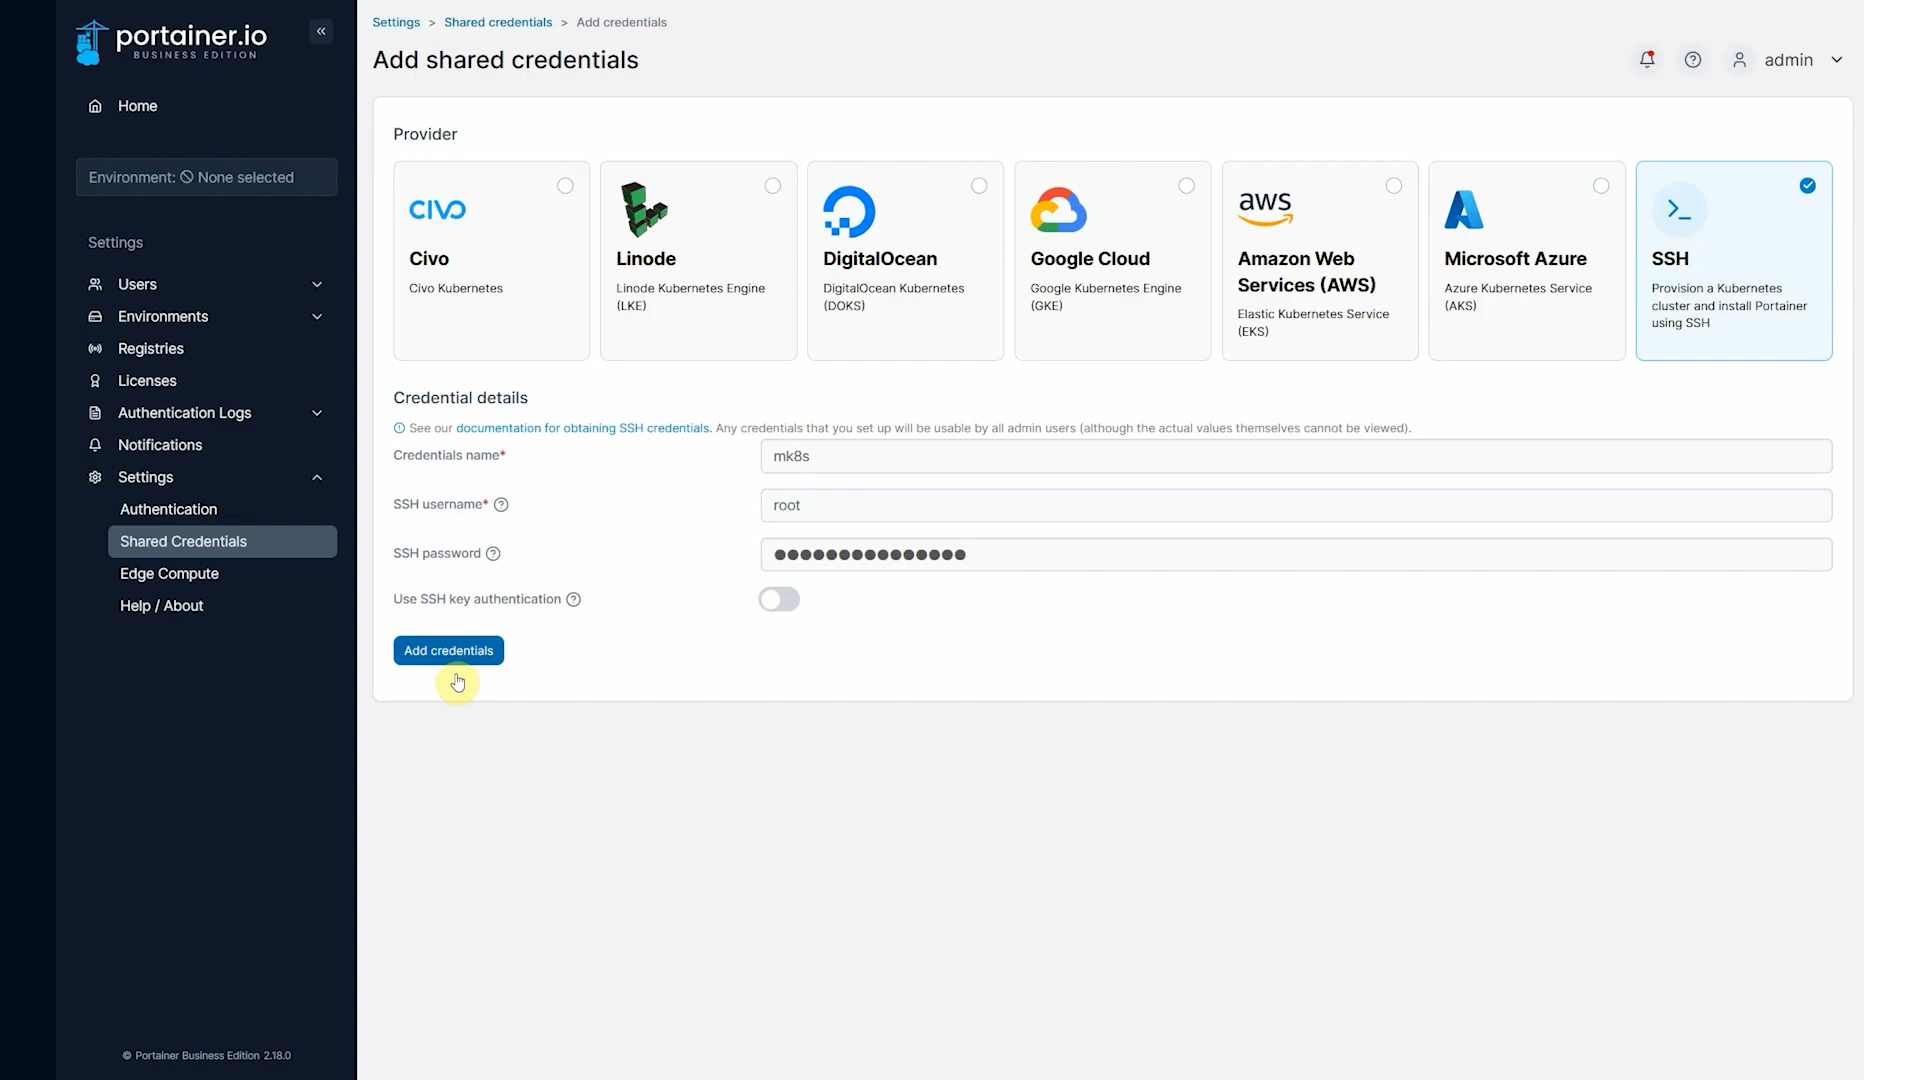 portainer.io
BUSINESS EDITION
Home
Environment: None selected
Settings
Users
Environments
Registries
Licenses
Authentication Logs
Notifications
Settings
Authentication
Shared Credentials
Edge Compute
Help / About
© Portainer Business Edition 2.18.0
Settings > Shared credentials > Add credentials
Add shared credentials
admin
Provider
CIVO
Civo
Civo Kubernetes
Linode
Linode Kubernetes Engine
(LKE)
DigitalOcean
DigitalOcean Kubernetes
(DOKS)
Google Cloud
Google Kubernetes Engine
(GKE)
aws
Amazon Web
Services (AWS)
Elastic Kubernetes Service
(EKS)
Microsoft Azure
Azure Kubernetes Service
(AKS)
SSH
Provision a Kubernetes
cluster and install Portainer
using SSH
Credential details
See our documentation for obtaining SSH credentials. Any credentials that you set up will be usable by all admin users (although the actual values themselves cannot be viewed).
Credentials name*
mk8s
SSH username*
root
SSH password
●●●●●●●●●●●●●●●●
Use SSH key authentication
Add credentials